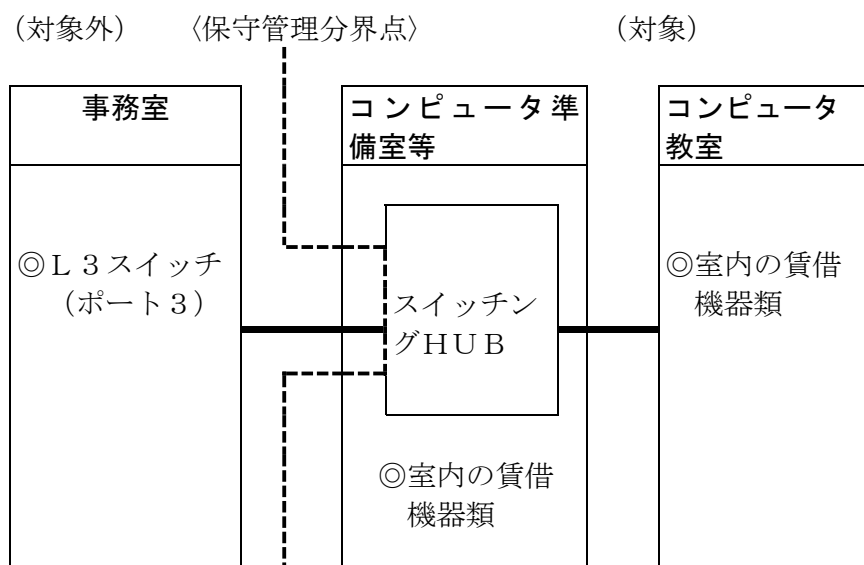 （対象外）　〈保守管理分界点〉　（対象）
事務室
コンピュータ準
備室等
コンピュータ
教室
◎Ｌ３スイッチ
（ポート３）
スイッチン
グＨＵＢ
◎室内の賃借
機器類
◎室内の賃借
機器類